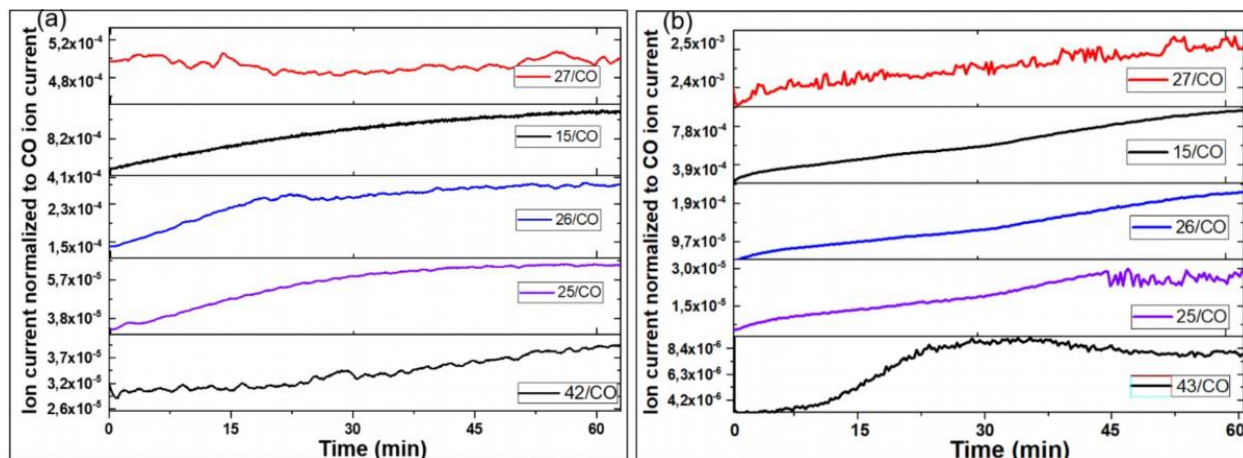 (a)
Ion current normalized to CO ion current
5,2x10⁻⁴
4,8x10⁻⁴
27/CO
8,2x10⁻⁴
15/CO
4,1x10⁻⁴
2,3x10⁻⁴
1,5x10⁻⁴
26/CO
5,7x10⁻⁵
3,8x10⁻⁵
25/CO
3,7x10⁻⁵
3,2x10⁻⁵
2,6x10⁻⁵
42/CO
0 15 30 45 60
Time (min)
(b)
Ion current normalized to CO ion current
2,5x10⁻³
2,4x10⁻³
27/CO
7,8x10⁻⁴
3,9x10⁻⁴
15/CO
1,9x10⁻⁴
9,7x10⁻⁵
26/CO
3,0x10⁻⁵
1,5x10⁻⁵
25/CO
8,4x10⁻⁶
6,3x10⁻⁶
4,2x10⁻⁶
43/CO
0 15 30 45 60
Time (min)